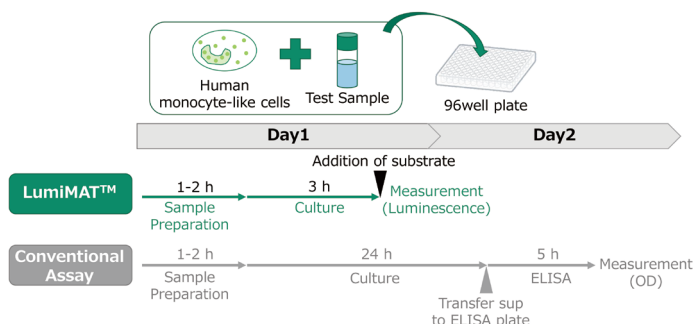 Human
monocyte-like cells
Test Sample
96well plate
Day1
Day2
Addition of substrate
LumiMAT™
1-2 h
Sample
Preparation
3 h
Culture
Measurement
(Luminescence)
Conventional
Assay
1-2 h
Sample
Preparation
24 h
Culture
5 h
ELISA
Measurement
(OD)
Transfer sup
to ELISA plate